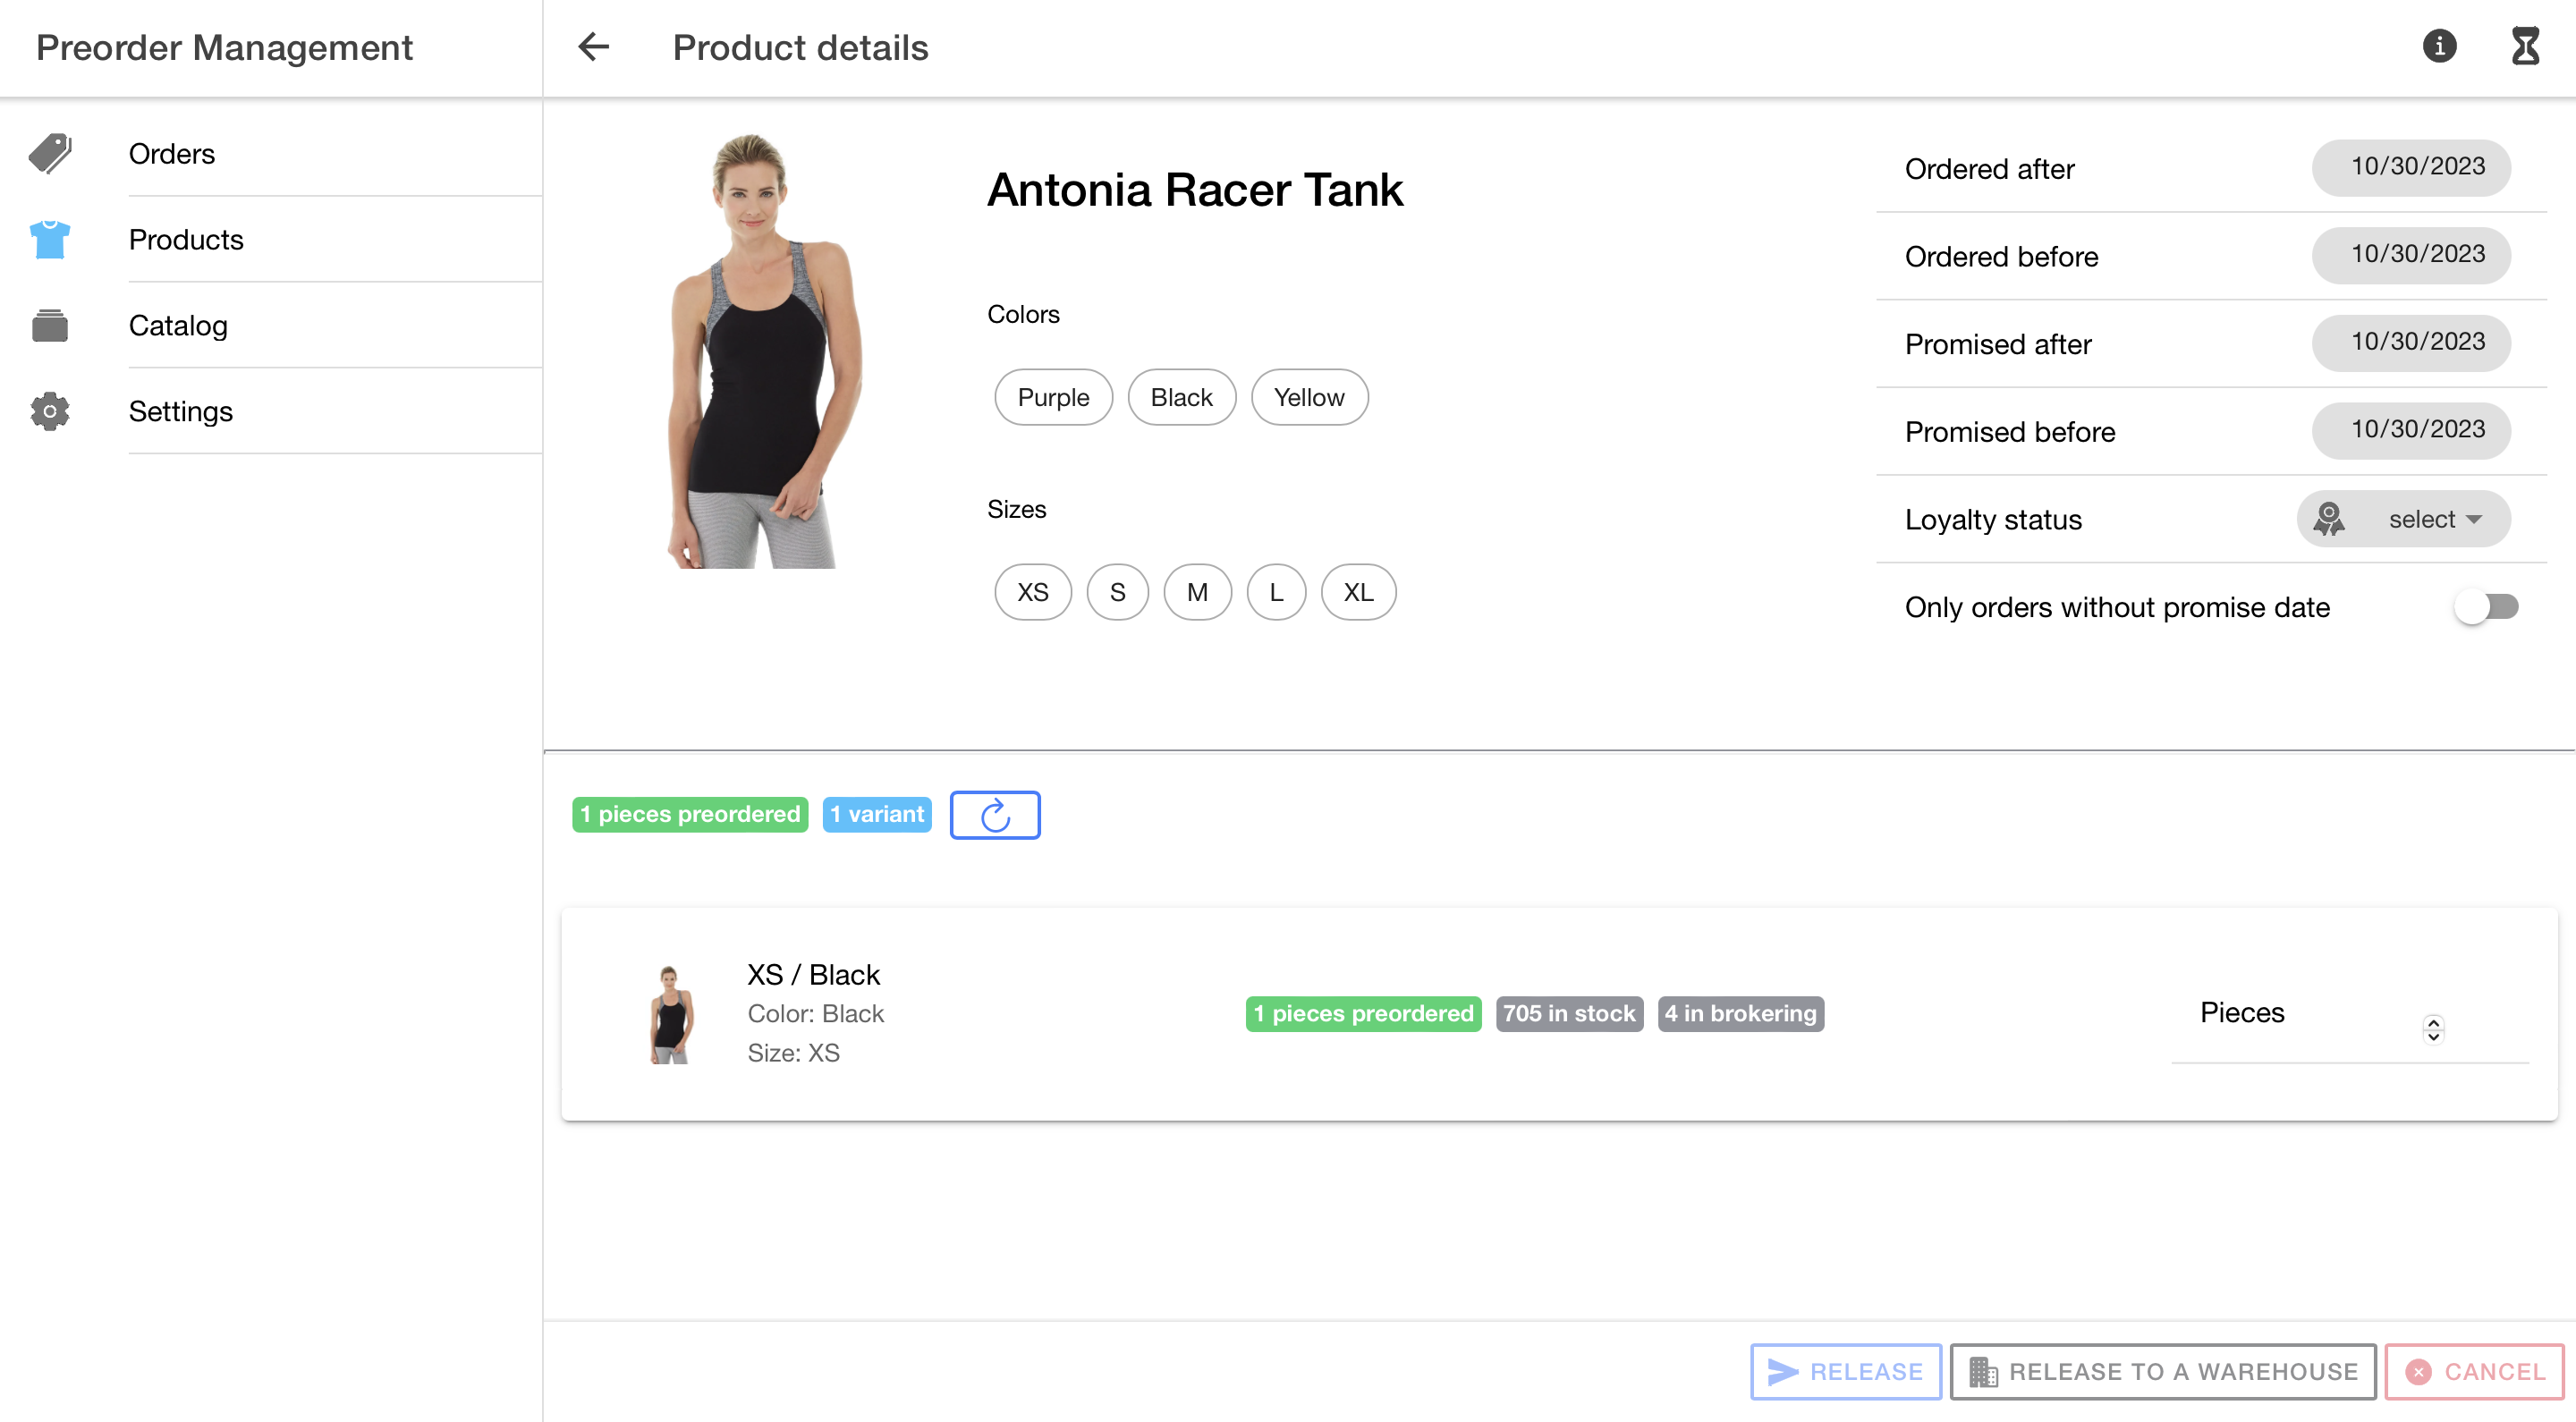 Preorder Management
Product details
Orders
Products
Catalog
Settings
Antonia Racer Tank
Colors
Purple
Black
Yellow
Sizes
XS
S
M
L
XL
Ordered after 10/30/2023
Ordered before 10/30/2023
Promised after 10/30/2023
Promised before 10/30/2023
Loyalty status select
Only orders without promise date
1 pieces preordered 1 variant
XS / Black
Color: Black
Size: XS
1 pieces preordered 705 in stock 4 in brokering
Pieces
RELEASE RELEASE TO A WAREHOUSE CANCEL